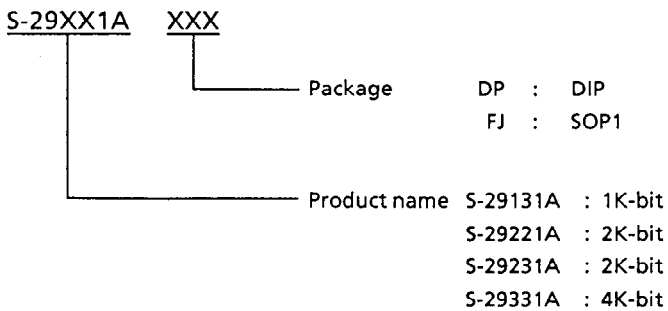 S-29XX1A XXX
Package DP : DIP
FJ : SOP1
Product name S-29131A : 1K-bit
S-29221A : 2K-bit
S-29231A : 2K-bit
S-29331A : 4K-bit